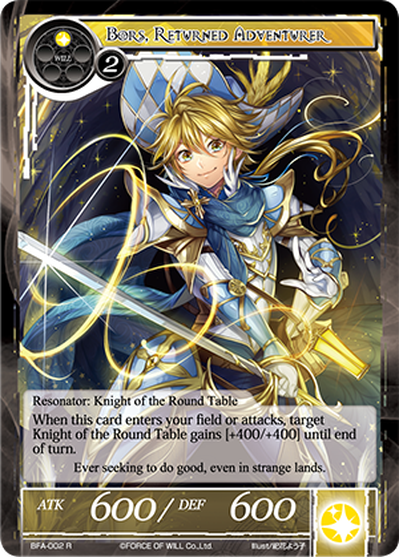 Bors, Returned Adventurer
WILL
2
Resonator: Knight of the Round Table
When this card enters your field or attacks, target
Knight of the Round Table gains [+400/+400] until end
of turn.
Ever seeking to do good, even in strange lands.
ATK 600 / DEF 600
BFA-002 R ©FORCE OF WILL Co.,Ltd. Illust/